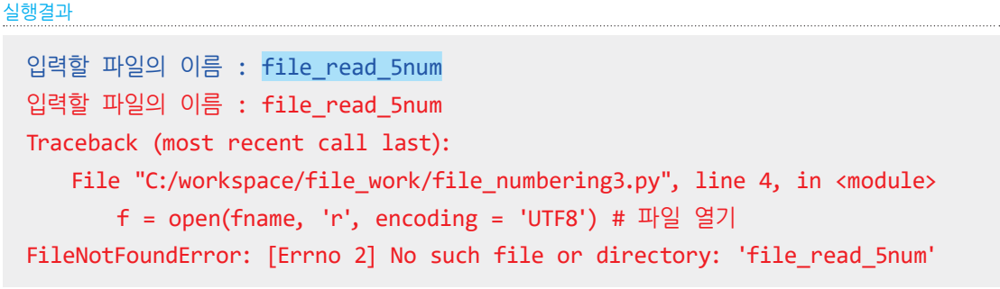 실행결과
입력할 파일의 이름 : file_read_5num
입력할 파일의 이름 : file_read_5num
Traceback (most recent call last):
File "C:/workspace/file_work/file_numbering3.py", line 4, in <module>
f = open(fname, 'r', encoding = 'UTF8') # 파일 열기
FileNotFoundError: [Errno 2] No such file or directory: 'file_read_5num'